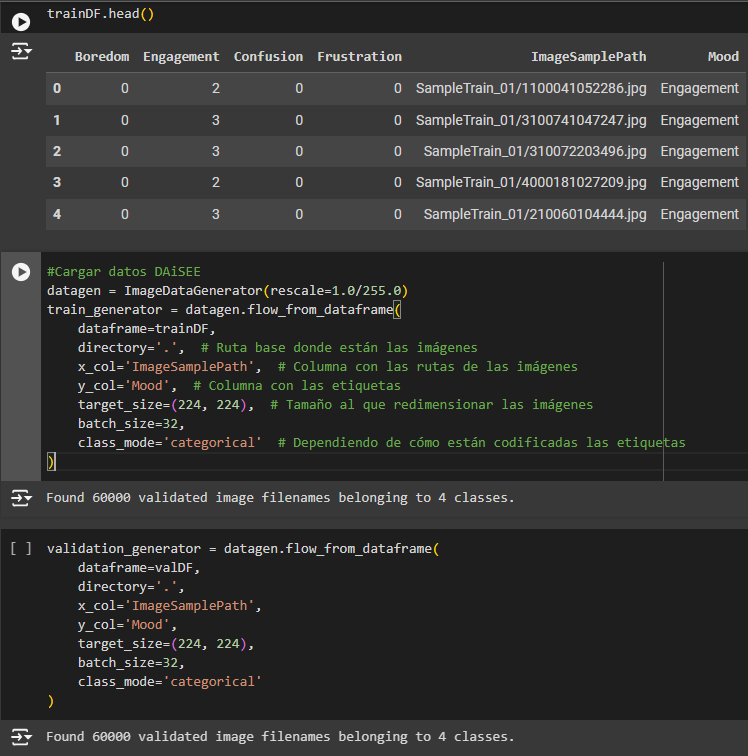 trainDF.head()
Boredom Engagement Confusion Frustration ImageSamplePath Mood
0 0 2 0 0 SampleTrain_01/1100041052286.jpg Engagement
1 0 3 0 0 SampleTrain_01/3100741047247.jpg Engagement
2 0 3 0 0 SampleTrain_01/310072203496.jpg Engagement
3 0 2 0 0 SampleTrain_01/4000181027209.jpg Engagement
4 0 3 0 0 SampleTrain_01/210060104444.jpg Engagement
#Cargar datos DAiSEE
datagen = ImageDataGenerator(rescale=1.0/255.0)
train_generator = datagen.flow_from_dataframe(
    dataframe=trainDF,
    directory='.',  # Ruta base donde están las imágenes
    x_col='ImageSamplePath',  # Columna con las rutas de las imágenes
    y_col='Mood',  # Columna con las etiquetas
    target_size=(224, 224),  # Tamaño al que redimensionar las imágenes
    batch_size=32,
    class_mode='categorical'  # Dependiendo de cómo están codificadas las etiquetas
)
Found 60000 validated image filenames belonging to 4 classes.
[ ] validation_generator = datagen.flow_from_dataframe(
    dataframe=valDF,
    directory='.',
    x_col='ImageSamplePath',
    y_col='Mood',
    target_size=(224, 224),
    batch_size=32,
    class_mode='categorical'
)
Found 60000 validated image filenames belonging to 4 classes.